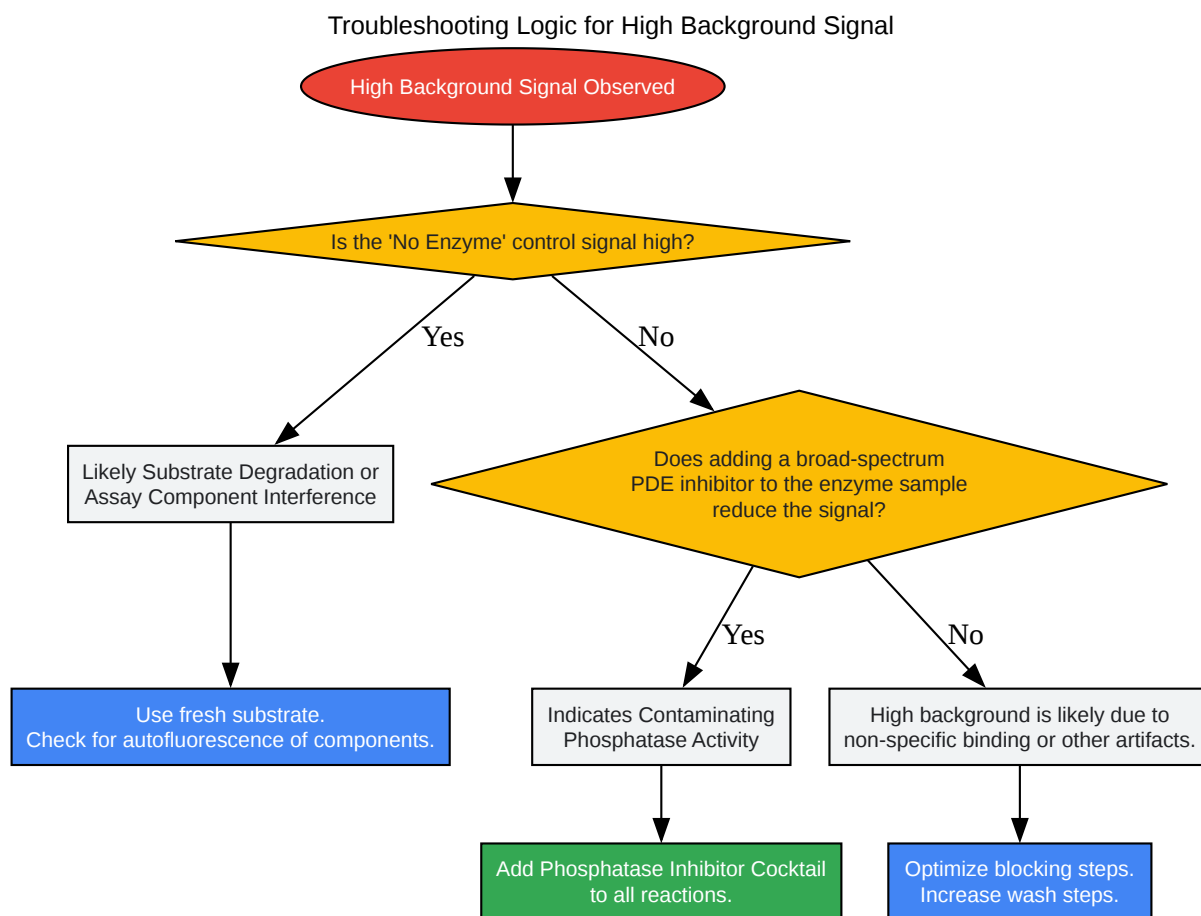 Troubleshooting Logic for High Background Signal
High Background Signal Observed
Is the 'No Enzyme' control signal high?
Yes
No
Likely Substrate Degradation or
Assay Component Interference
Does adding a broad-spectrum
PDE inhibitor to the enzyme sample
reduce the signal?
Yes
No
Use fresh substrate.
Check for autofluorescence of components.
Indicates Contaminating
Phosphatase Activity
High background is likely due to
non-specific binding or other artifacts.
Add Phosphatase Inhibitor Cocktail
to all reactions.
Optimize blocking steps.
Increase wash steps.